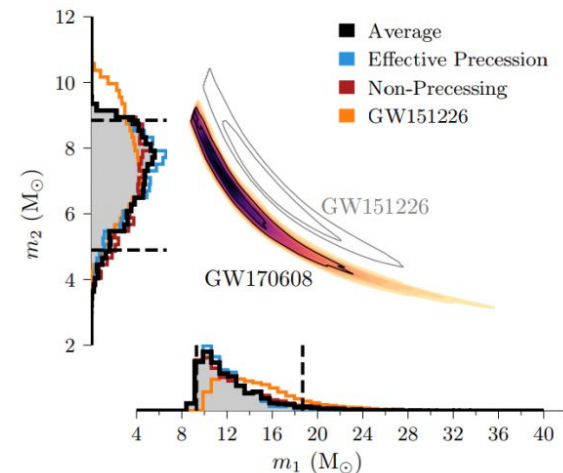 12
10
8
6
4
2
m₂ (M⊙)
Average
Effective Precession
Non-Precessing
GW151226
GW151226
GW170608
4 8 12 16 20 24 28 32 36 40
m₁ (M⊙)